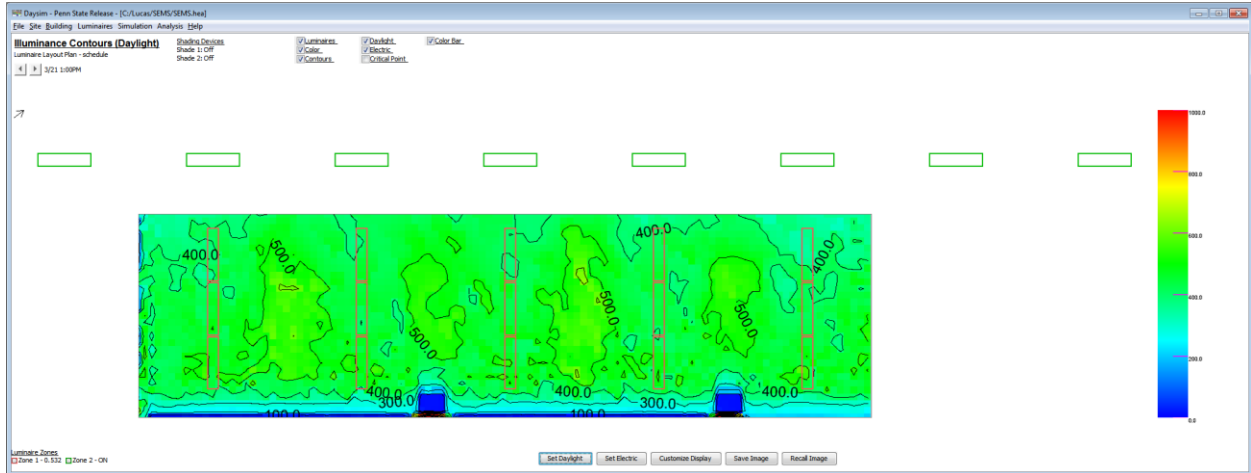 Daysim - Penn State Release - [C:/Lucas/SEMS/SEMS.hea]
File Site Building Luminaires Simulation Analysis Help
Illuminance Contours (Daylight)
Luminaire Layout Plan - schedule
3/21 1:00PM
Shading Devices
Shade 1: Off
Shade 2: Off
Luminaires Daylight Color Bar
Color Electric
Contours Critical Point
1000.0
800.0
600.0
400.0
200.0
0.0
400.0
500.0
400.0
500.0
400.0
500.0
500.0
500.0
400.0
300.0
400.0
300.0
400.0
100.0
100.0
Luminaire Zones
Zone 1 - 0.532 Zone 2 - ON
Set Daylight Set Electric Customize Display Save Image Recall Image